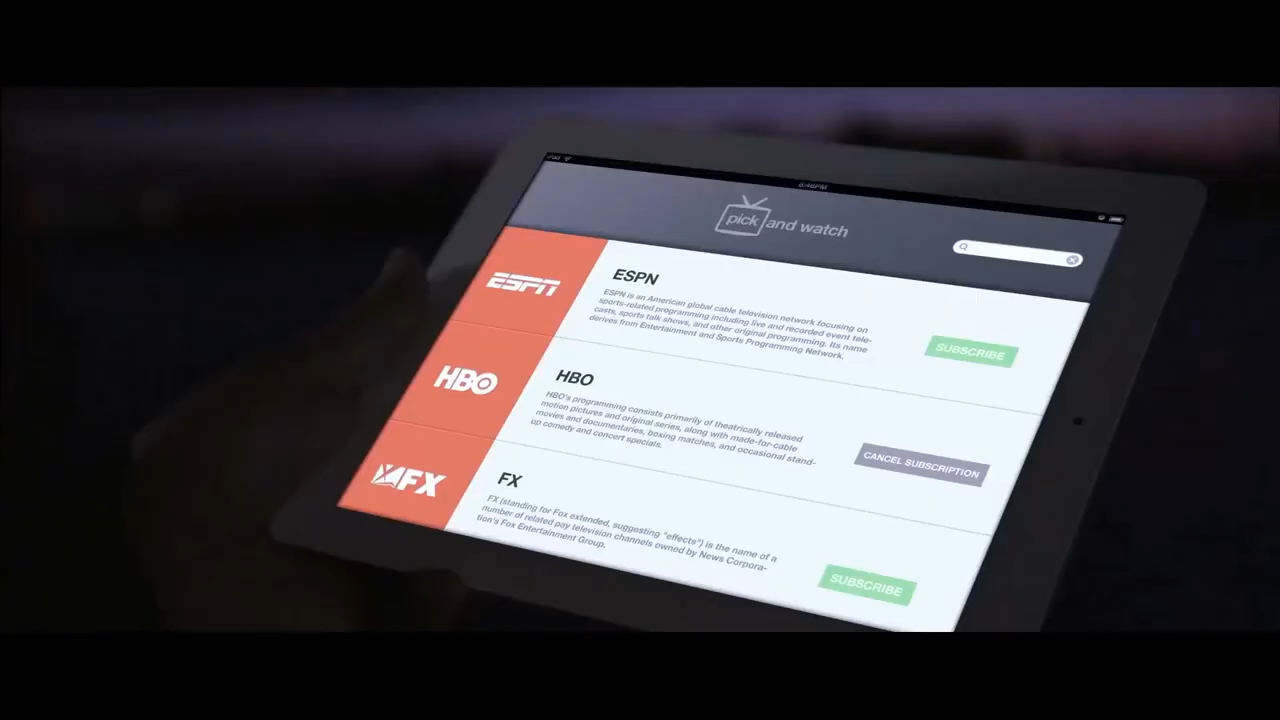 iPad
6:46PM
pick and watch
ESPN
ESPN
ESPN is an American global cable television network focusing on
sports-related programming including live and recorded event tele-
casts, sports talk shows, and other original programming. Its name
derives from Entertainment and Sports Programming Network.
SUBSCRIBE
HBO
HBO
HBO's programming consists primarily of theatrically released
motion pictures and original series, along with made-for-cable
movies and documentaries, boxing matches, and occasional stand-
up comedy and concert specials.
CANCEL SUBSCRIPTION
FX
FX
FX (standing for Fox extended, suggesting "effects") is the name of a
number of related pay television channels owned by News Corpora-
tion's Fox Entertainment Group.
SUBSCRIBE